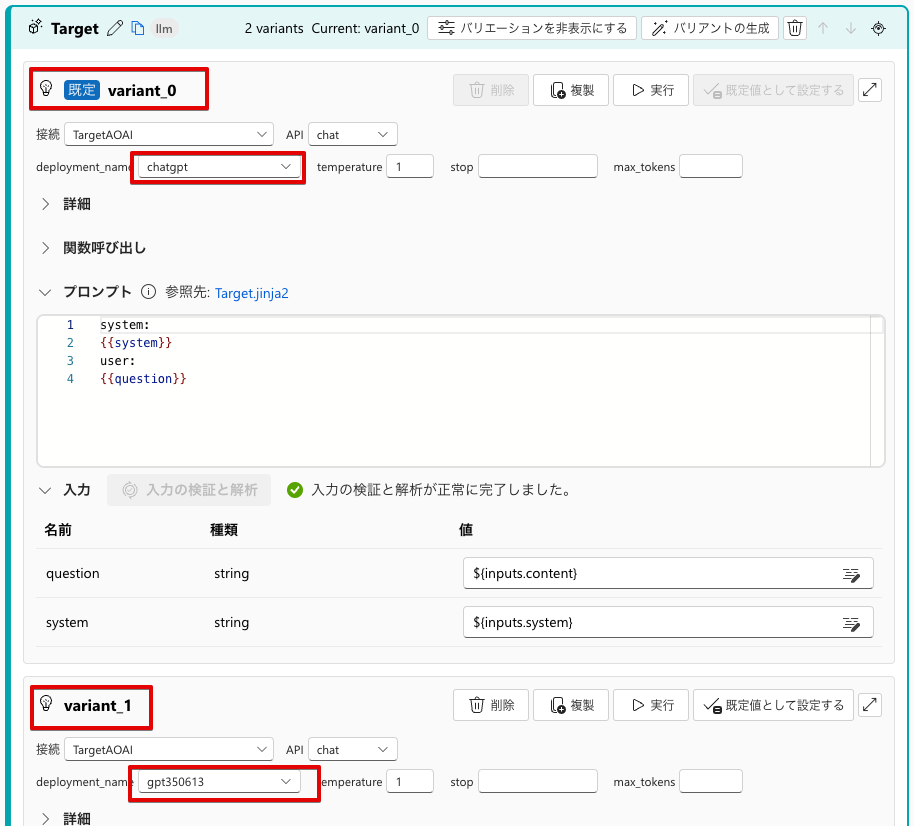 Target llm 2 variants Current: variant_0 バリエーションを非表示にする バリアントの生成
既定 variant_0 削除 複製 実行 既定値として設定する
接続 TargetAOAI API chat
deployment_name chatgpt temperature 1 stop max_tokens
詳細
関数呼び出し
プロンプト 参照先: Target.jinja2
1 system:
2 {{system}}
3 user:
4 {{question}}
入力 入力の検証と解析 入力の検証と解析が正常に完了しました。
名前 種類 値
question string ${inputs.content}
system string ${inputs.system}
variant_1 削除 複製 実行 既定値として設定する
接続 TargetAOAI API chat
deployment_name gpt350613 temperature 1 stop max_tokens
詳細